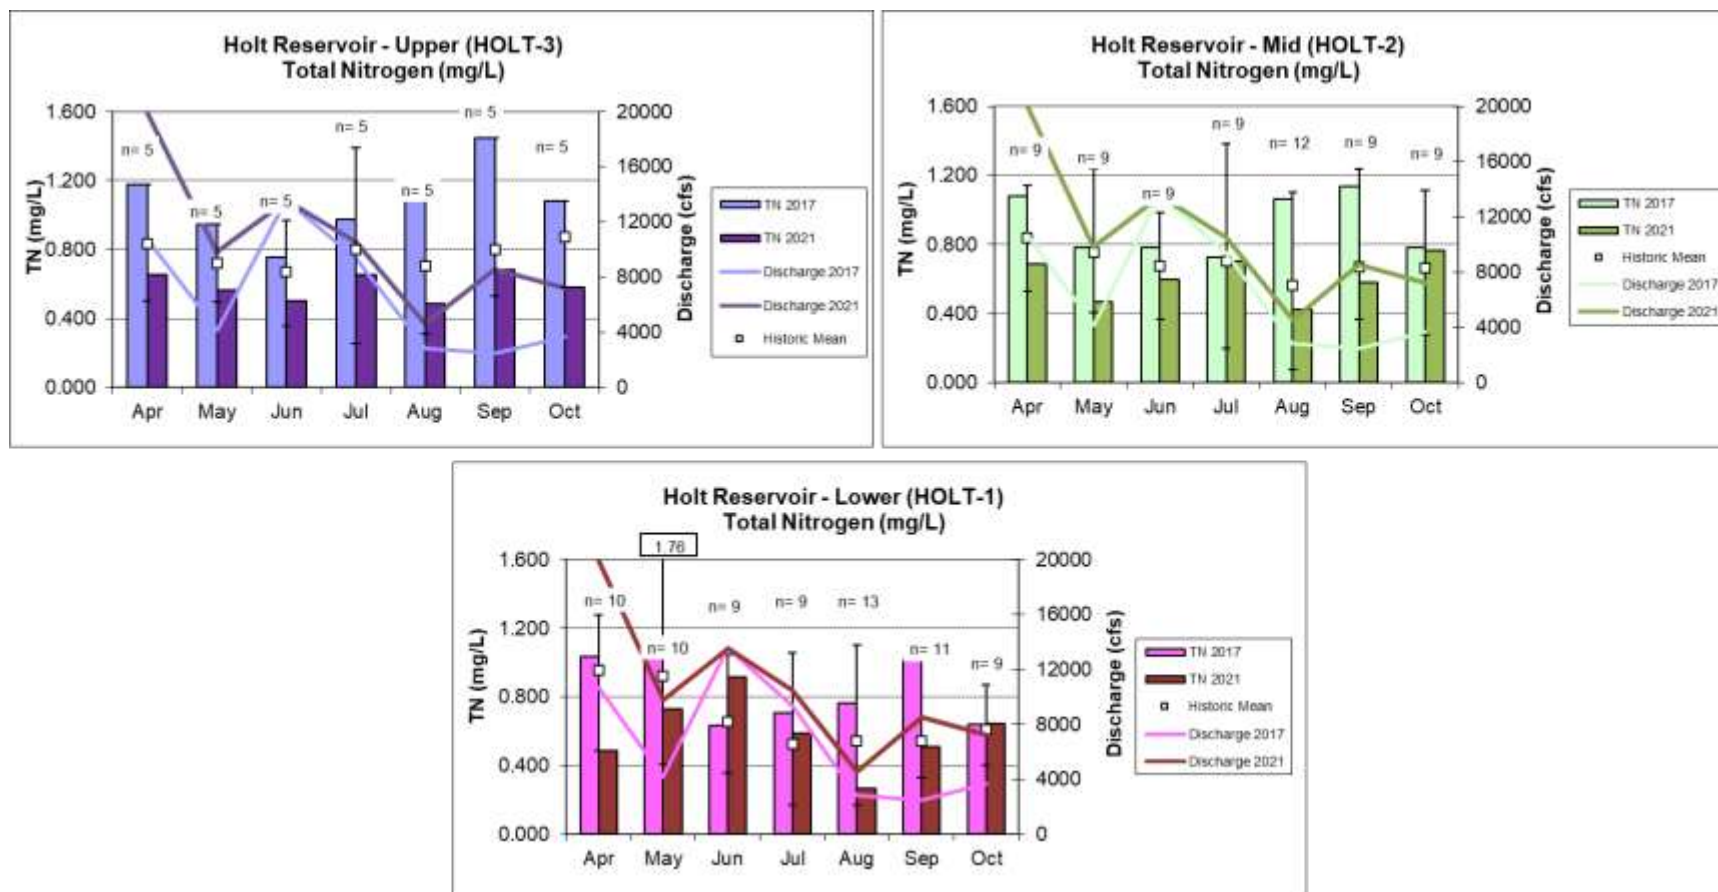 Holt Reservoir - Upper (HOLT-3)
Total Nitrogen (mg/L)
TN (mg/L)
1.600
1.200
0.800
0.400
0.000
n= 5
n= 5
n= 5
n= 5
n= 5
n= 5
n= 5
20000
16000
12000
8000
4000
0
Discharge (cfs)
Apr May Jun Jul Aug Sep Oct
TN 2017
TN 2021
Discharge 2017
Discharge 2021
Historic Mean
Holt Reservoir - Mid (HOLT-2)
Total Nitrogen (mg/L)
TN (mg/L)
1.600
1.200
0.800
0.400
0.000
n= 9
n= 9
n= 9
n= 9
n= 12
n= 9
n= 9
20000
16000
12000
8000
4000
0
Discharge (cfs)
Apr May Jun Jul Aug Sep Oct
TN 2017
TN 2021
Historic Mean
Discharge 2017
Discharge 2021
Holt Reservoir - Lower (HOLT-1)
Total Nitrogen (mg/L)
1.76
TN (mg/L)
1.600
1.200
0.800
0.400
0.000
n= 10
n= 10
n= 9
n= 9
n= 13
n= 11
n= 9
20000
16000
12000
8000
4000
0
Discharge (cfs)
Apr May Jun Jul Aug Sep Oct
TN 2017
TN 2021
Historic Mean
Discharge 2017
Discharge 2021